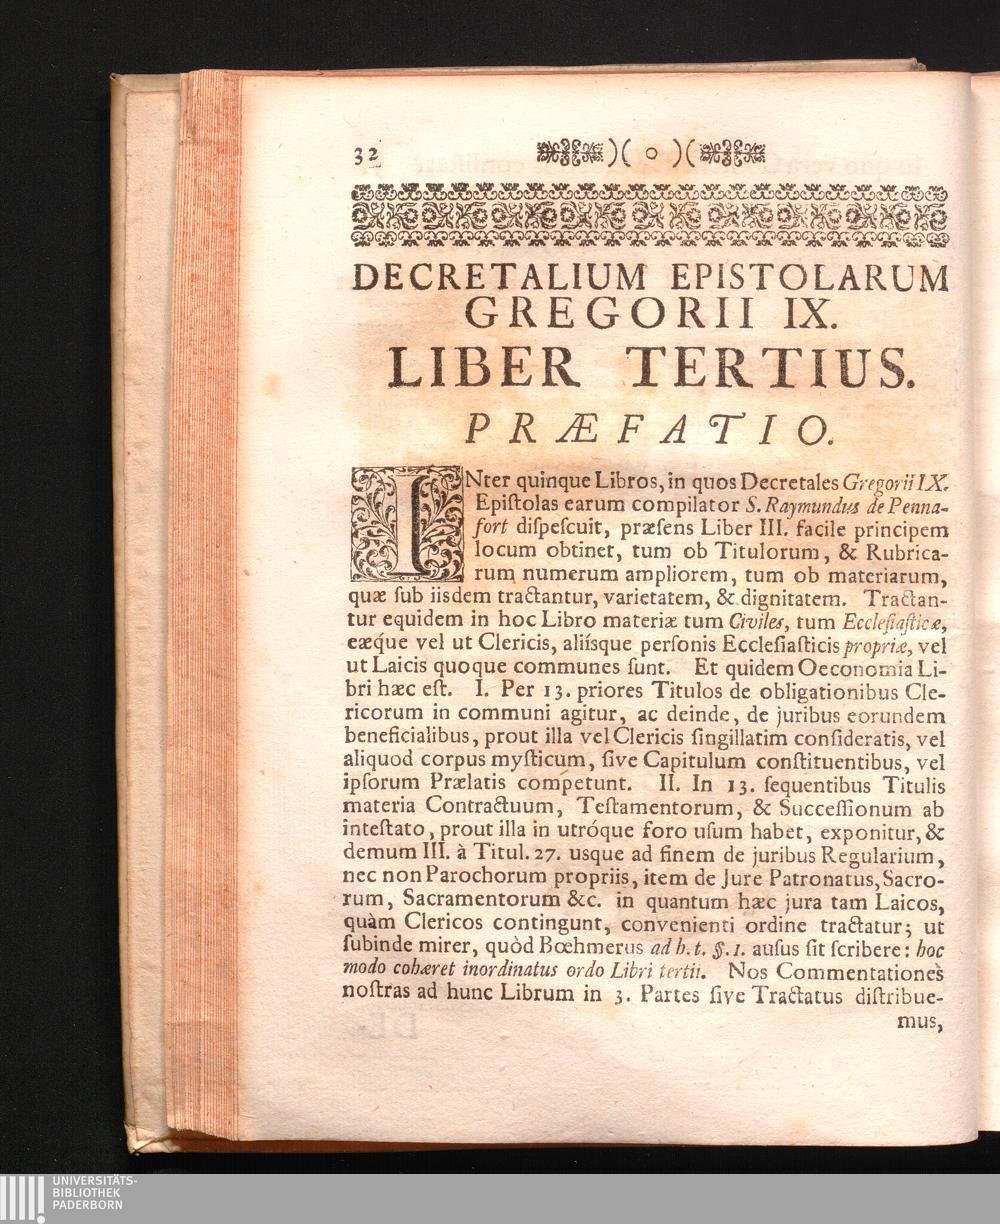 32 )( o )(
DECRETALIUM EPISTOLARUM
GREGORII IX.
LIBER TERTIUS.
PRÆFATIO.
INter quinque Libros, in quos Decretales Gregorii IX.
Epiſtolas earum compilator S. Raymundus de Penna-
fort diſpeſcuit, præſens Liber III. facile principem
locum obtinet, tum ob Titulorum, & Rubrica-
rum numerum ampliorem, tum ob materiarum,
quæ ſub iisdem tractantur, varietatem, & dignitatem. Tractan-
tur equidem in hoc Libro materiæ tum Civiles, tum Eccleſiaſticæ,
eæq́ue vel ut Clericis, aliísque perſonis Eccleſiaſticis propriæ, vel
ut Laicis quoque communes ſunt. Et quidem Oeconomia Li-
bri hæc eſt. I. Per 13. priores Titulos de obligationibus Cle-
ricorum in communi agitur, ac deinde, de juribus eorundem
beneficialibus, prout illa vel Clericis ſingillatim conſideratis, vel
aliquod corpus myſticum, ſive Capitulum conſtituentibus, vel
ipſorum Prælatis competunt. II. In 13. ſequentibus Titulis
materia Contractuum, Teſtamentorum, & Succeſſionum ab
inteſtato, prout illa in utróque foro uſum habet, exponitur, &
demum III. à Titul. 27. usque ad finem de juribus Regularium,
nec non Parochorum propriis, item de Jure Patronatus, Sacro-
rum, Sacramentorum &c. in quantum hæc jura tam Laicos,
quàm Clericos contingunt, convenienti ordine tractatur; ut
ſubinde mirer, quòd Bœhmerus ad h. t. §. 1. auſus ſit ſcribere: hoc
modo cohæret inordinatus ordo Libri tertii. Nos Commentationes
noſtras ad hunc Librum in 3. Partes ſive Tractatus diſtribue-
mus,
UNIVERSITÄTS-
BIBLIOTHEK
PADERBORN